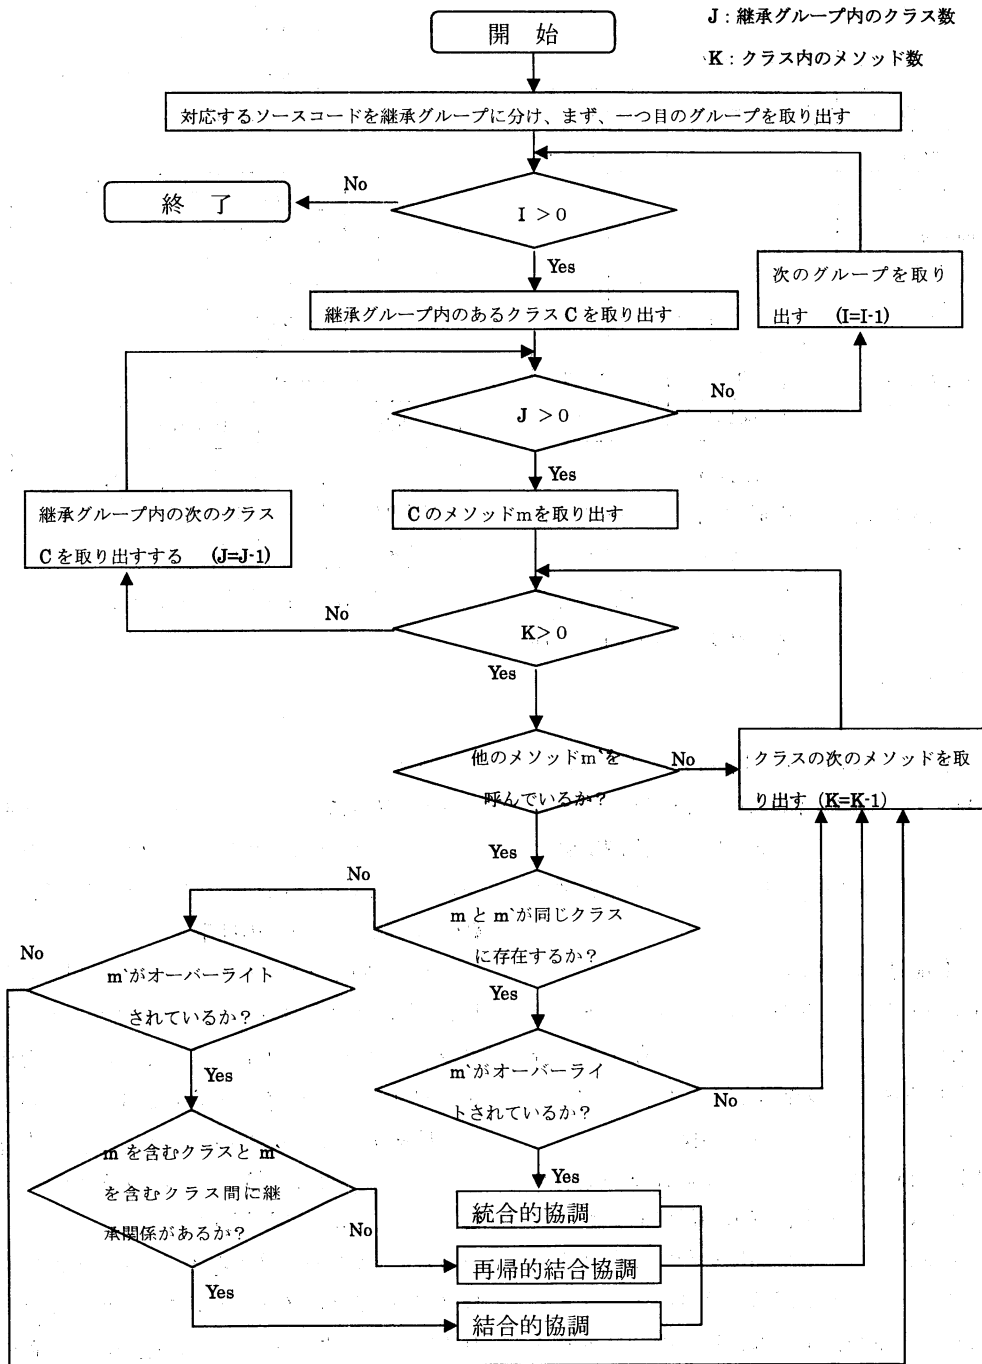 J：継承グループ内のクラス数
K：クラス内のメソッド数
開 始
対応するソースコードを継承グループに分け、まず、一つ目のグループを取り出す
No
終 了
I ＞0
Yes
次のグループを取り
出す (I=I-1)
継承グループ内のあるクラス C を取り出す
No
J ＞0
Yes
継承グループ内の次のクラス
C を取り出すする (J=J-1)
C のメソッドmを取り出す
No
K＞0
Yes
他のメソッドm`を
呼んでいるか？
No
クラスの次のメソッドを取
り出す (K=K-1)
Yes
No
m と m`が同じクラス
に存在するか？
No
m`がオーバーライト
されているか？
Yes
m`がオーバーライ
トされているか？
No
Yes
m を含むクラスと m`
を含むクラス間に継
承関係があるか？
No
Yes
統合的協調
再帰的結合協調
Yes
結合的協調